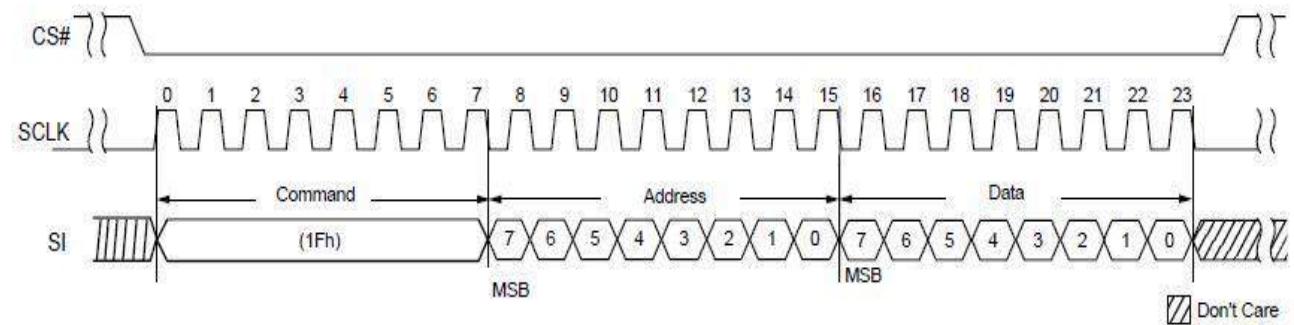 CS#
0 1 2 3 4 5 6 7 8 9 10 11 12 13 14 15 16 17 18 19 20 21 22 23
SCLK
Command Address Data
SI (1Fh) 7 6 5 4 3 2 1 0 7 6 5 4 3 2 1 0
MSB MSB
Don't Care